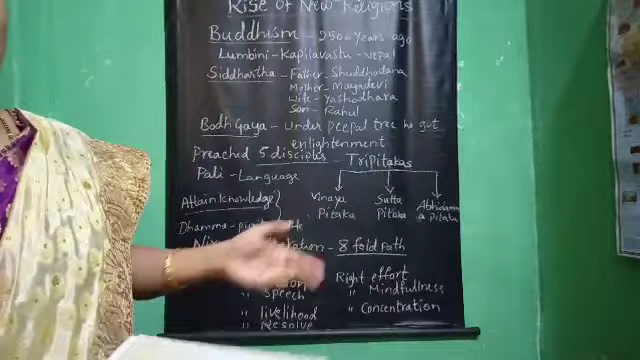 Rise of New Religions
Buddhism - 2500 years ago
Lumbini - Kapilavastu - Nepal
Siddhartha - Father - Shuddhodana
Mother - Mayadevi
Wife - Yashodhara
Son - Rahul
Bodh Gaya - Under peepal tree he got
enlightenment
Preached 5 disciples - Tripitakas
Pali - Language
Vinaya Pitaka
Sutta Pitaka
Abhidamma Pitaka
Attain knowledge
Dhamma -
- 8 fold path
" speech
" livelihood
" Resolve
Right effort
" Mindfullness
" Concentration